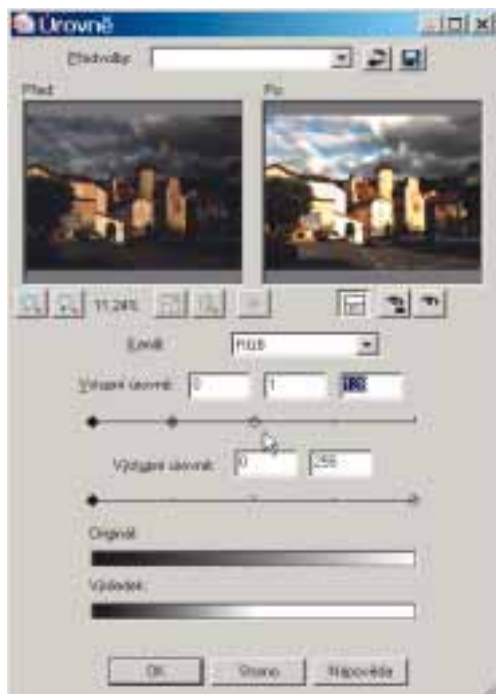 Úrovně
Předvolby:
Před: Po:
11.24%
Kanál: RGB
Vstupní úrovně: 0 1
Výstupní úrovně: 0 255
Originál:
Výsledek:
OK Storno Nápověda